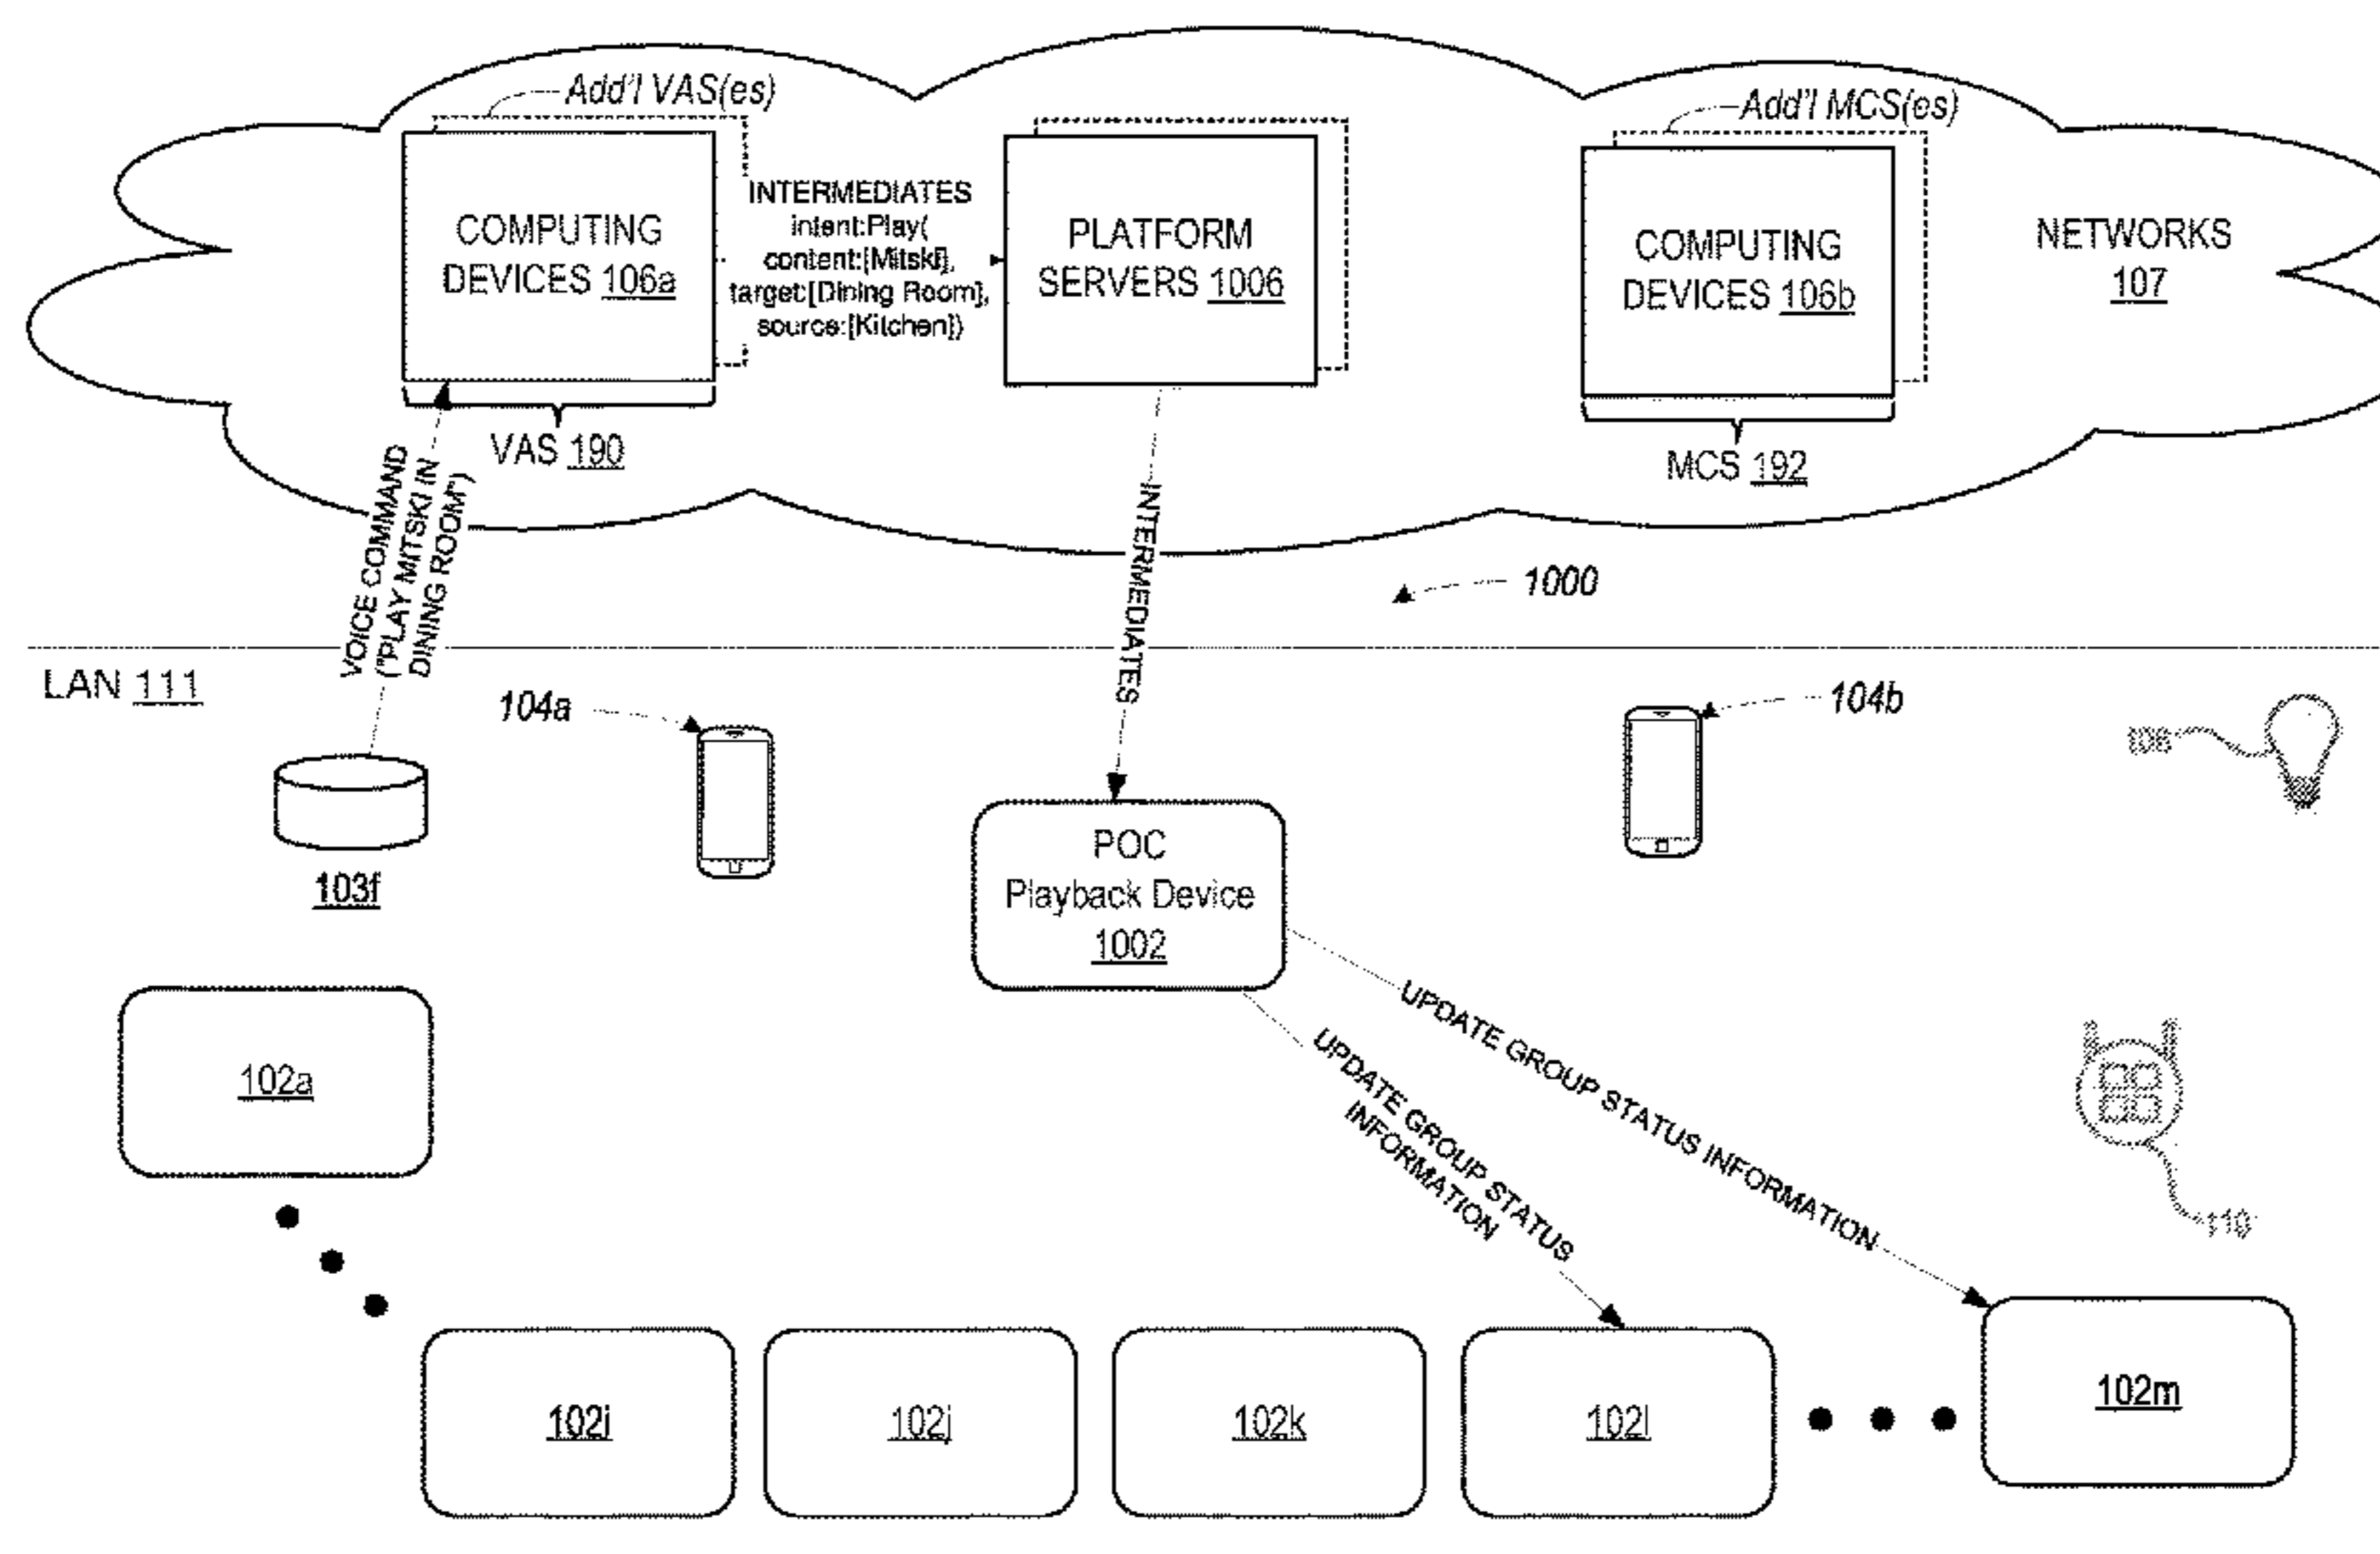 Add'l VAS(es)
Add'l MCS(es)
COMPUTING
DEVICES 106a
INTERMEDIATES
intent:Play(
content:[Mitski],
target:[Dining Room],
source:[Kitchen])
PLATFORM
SERVERS 1006
COMPUTING
DEVICES 106b
NETWORKS
107
VAS 190
MCS 192
VOICE COMMAND
("PLAY MITSKI IN
DINING ROOM")
INTERMEDIATES
1000
LAN 111
104a
104b
108
103f
POC
Playback Device
1002
UPDATE GROUP STATUS INFORMATION
UPDATE GROUP STATUS
INFORMATION
102a
110
102i
102j
102k
102l
102m